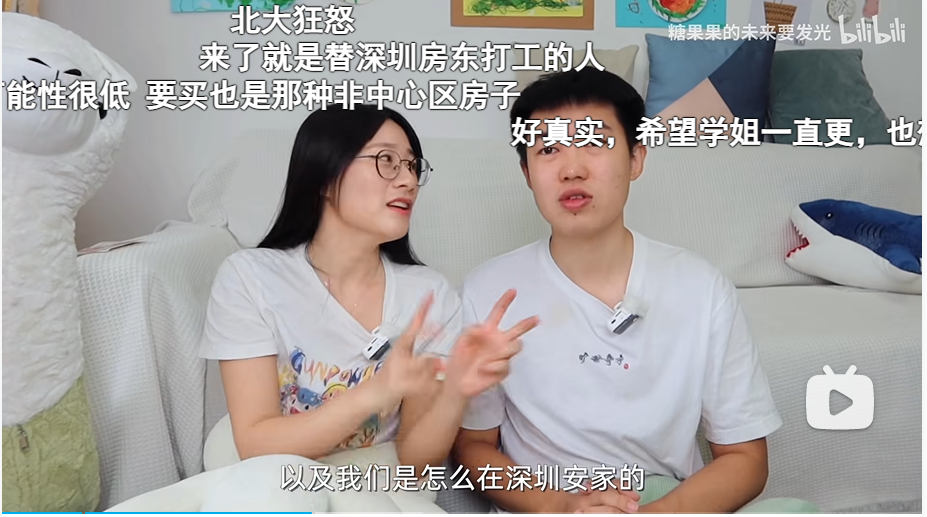 北大狂怒
糖果果的未来要发光 bilibili
来了就是替深圳房东打工的人
能性很低 要买也是那种非中心区房子
好真实，希望学姐一直更，也
以及我们是怎么在深圳安家的